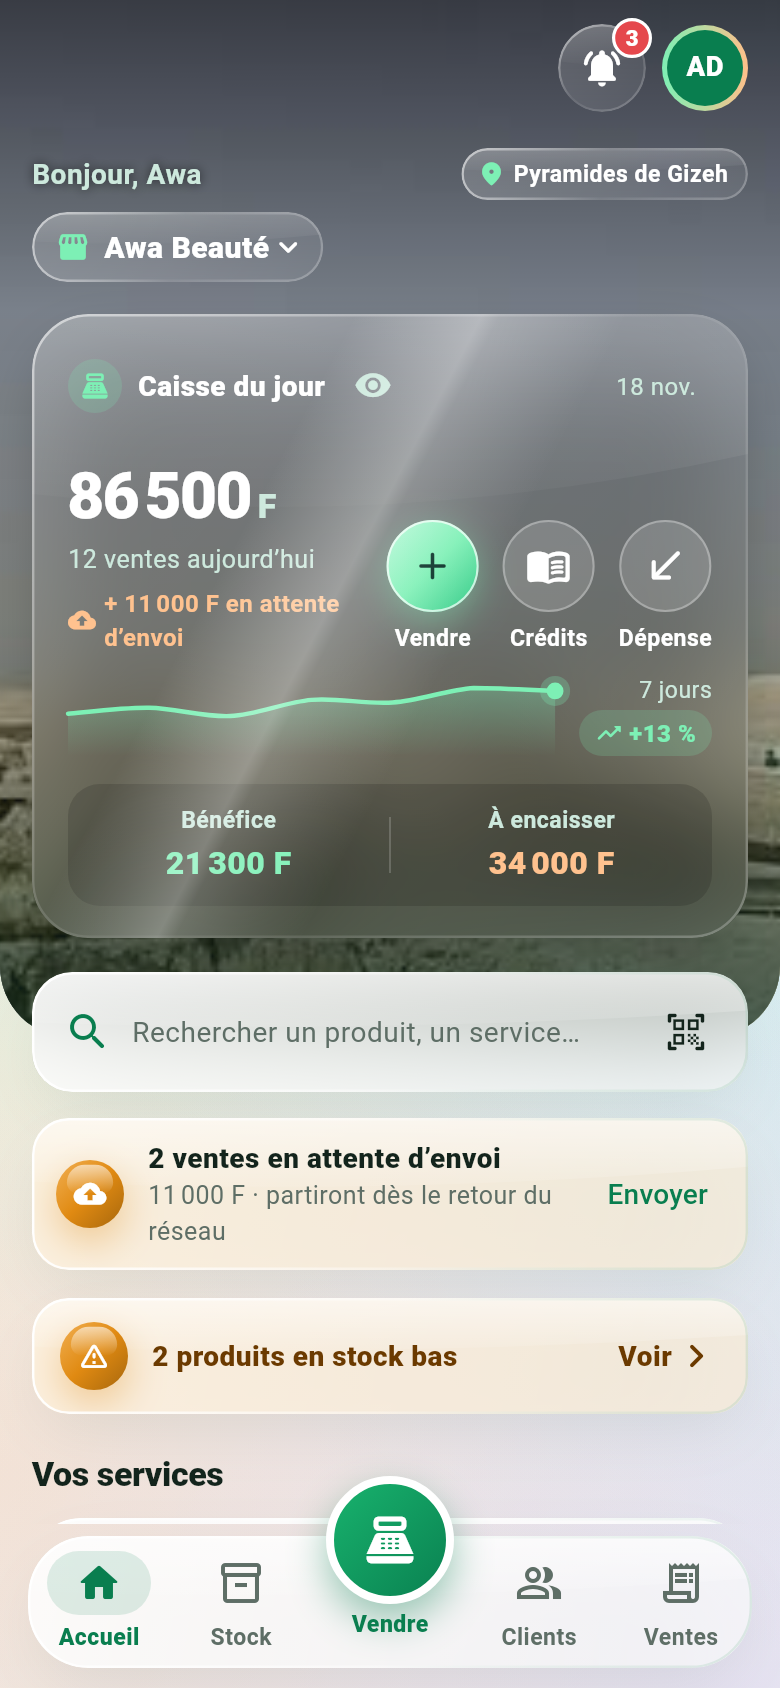 3
AD
Bonjour, Awa
Pyramides de Gizeh
Awa Beauté
Caisse du jour
18 nov.
86 500 F
12 ventes aujourd’hui
+ 11 000 F en attente
d’envoi
Vendre
Crédits
Dépense
7 jours
+13 %
Bénéfice
À encaisser
21 300 F
34 000 F
Rechercher un produit, un service…
2 ventes en attente d’envoi
11 000 F · partiront dès le retour du
réseau
Envoyer
2 produits en stock bas
Voir
Vos services
Accueil
Stock
Vendre
Clients
Ventes